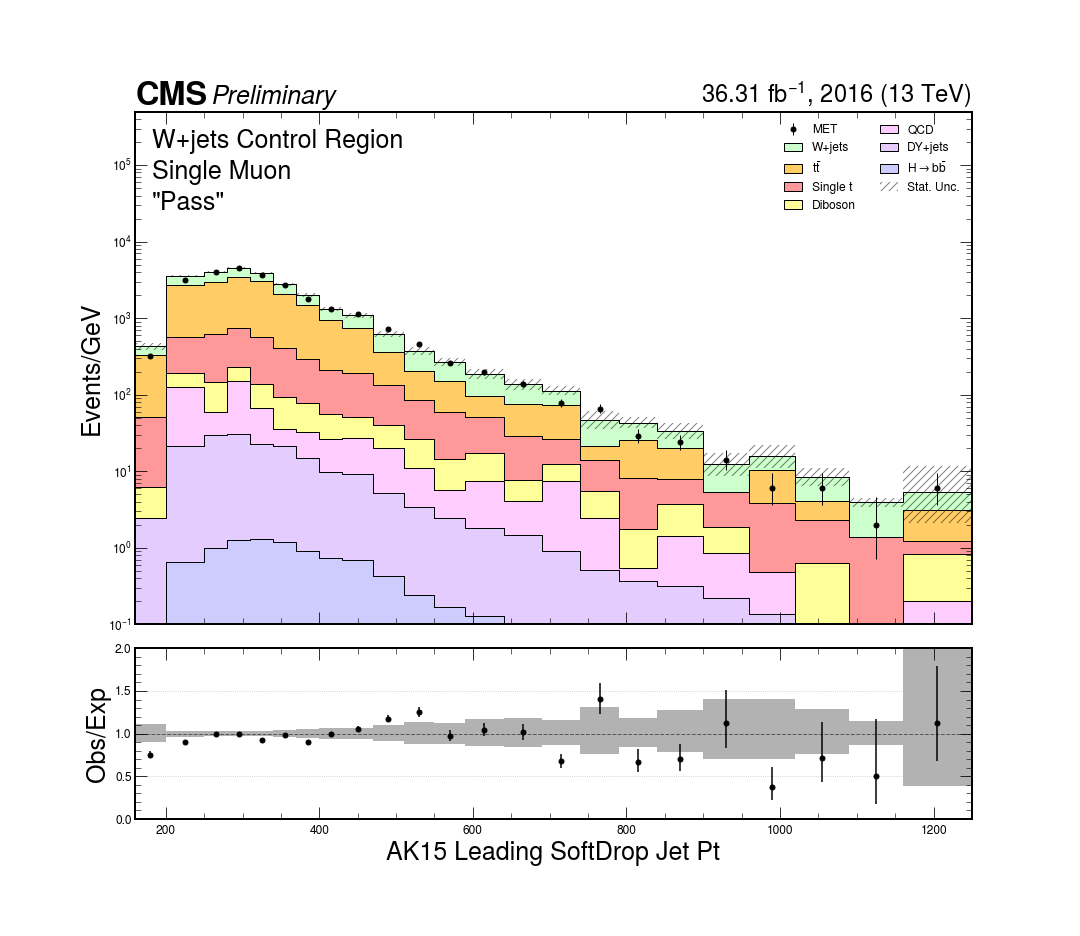 CMS Preliminary
36.31 fb⁻¹, 2016 (13 TeV)
W+jets Control Region
Single Muon
"Pass"
MET
W+jets
tt̄
Single t
Diboson
QCD
DY+jets
H→bb̄
Stat. Unc.
Events/GeV
10⁵
10⁴
10³
10²
10¹
10⁰
10⁻¹
Obs/Exp
2.0
1.5
1.0
0.5
0.0
200 400 600 800 1000 1200
AK15 Leading SoftDrop Jet Pt